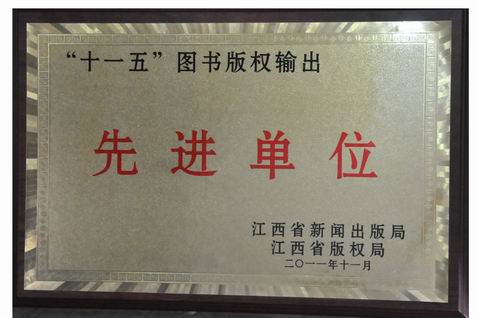 “十一五”图书版权输出
先进单位
江西省新闻出版局
江西省版权局
二〇一一年十一月